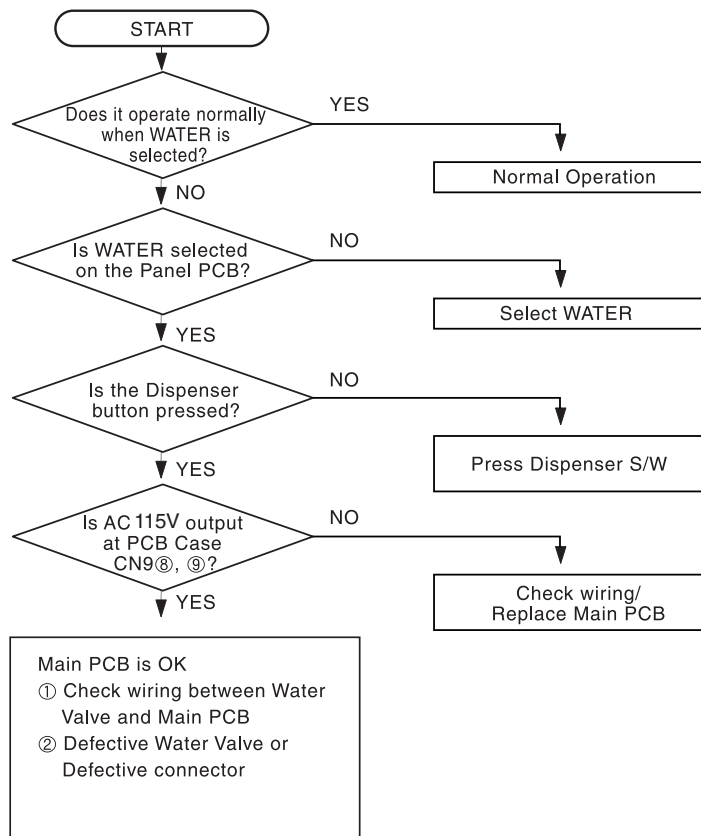 START
Does it operate normally
when WATER is
selected?
YES
Normal Operation
NO
Is WATER selected
on the Panel PCB?
NO
Select WATER
YES
Is the Dispenser
button pressed?
NO
Press Dispenser S/W
YES
Is AC 115V output
at PCB Case
CN9⑧, ⑨?
NO
Check wiring/
Replace Main PCB
YES
Main PCB is OK
① Check wiring between Water
Valve and Main PCB
② Defective Water Valve or
Defective connector